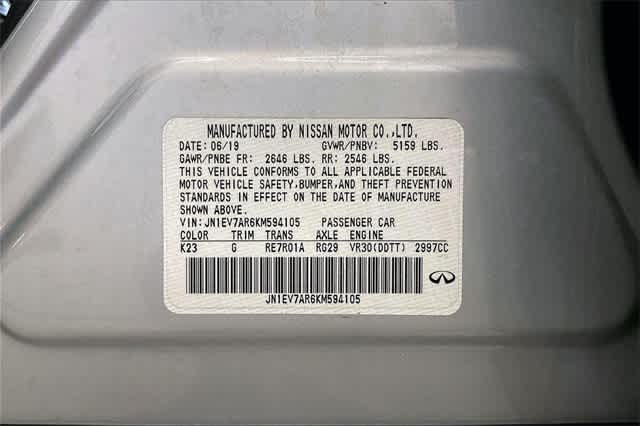 MANUFACTURED BY NISSAN MOTOR CO.,LTD.
DATE: 06/19 GVWR/PNBV: 5159 LBS.
GAWR/PNBE FR: 2646 LBS. RR: 2546 LBS.
THIS VEHICLE CONFORMS TO ALL APPLICABLE FEDERAL
MOTOR VEHICLE SAFETY,BUMPER,AND THEFT PREVENTION
STANDARDS IN EFFECT ON THE DATE OF MANUFACTURE
SHOWN ABOVE.
VIN: JN1EV7AR6KM594105 PASSENGER CAR
COLOR TRIM TRANS AXLE ENGINE
K23 G RE7R01A RG29 VR30(DDTT) 2997CC
JN1EV7AR6KM594105